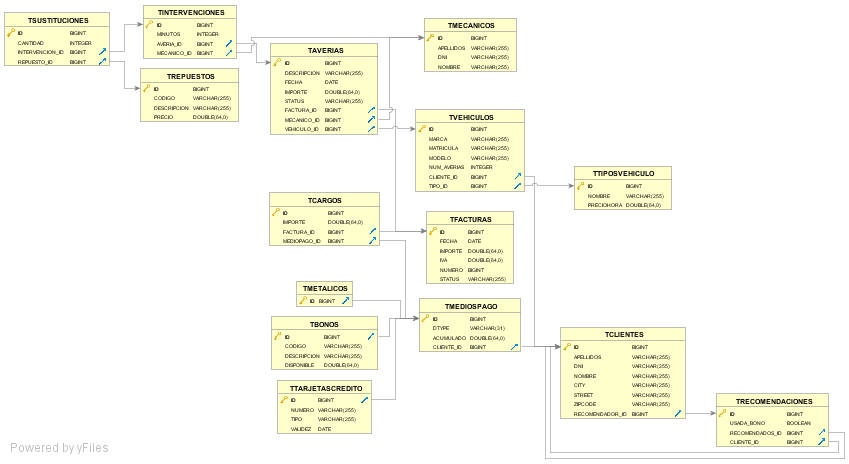 TSUSTITUCIONES
ID BIGINT
CANTIDAD INTEGER
INTERVENCION_ID BIGINT
REPUESTO_ID BIGINT
TINTERVENCIONES
ID BIGINT
MINUTOS INTEGER
AVERIA_ID BIGINT
MECANICO_ID BIGINT
TREPUESTOS
ID BIGINT
CODIGO VARCHAR(255)
DESCRIPCION VARCHAR(255)
PRECIO DOUBLE(64,0)
TAVERIAS
ID BIGINT
DESCRIPCION VARCHAR(255)
FECHA DATE
IMPORTE DOUBLE(64,0)
STATUS VARCHAR(255)
FACTURA_ID BIGINT
MECANICO_ID BIGINT
VEHICULO_ID BIGINT
TMECANICOS
ID BIGINT
APELLIDOS VARCHAR(255)
DNI VARCHAR(255)
NOMBRE VARCHAR(255)
TVEHICULOS
ID BIGINT
MARCA VARCHAR(255)
MATRICULA VARCHAR(255)
MODELO VARCHAR(255)
NUM_AVERIAS INTEGER
CLIENTE_ID BIGINT
TIPO_ID BIGINT
TTIPOSVEHICULO
ID BIGINT
NOMBRE VARCHAR(255)
PRECIOHORA DOUBLE(64,0)
TCARGOS
ID BIGINT
IMPORTE DOUBLE(64,0)
FACTURA_ID BIGINT
MEDIOPAGO_ID BIGINT
TFACTURAS
ID BIGINT
FECHA DATE
IMPORTE DOUBLE(64,0)
IVA DOUBLE(64,0)
NUMERO BIGINT
STATUS VARCHAR(255)
TMETALICOS
ID BIGINT
TBONOS
ID BIGINT
CODIGO VARCHAR(255)
DESCRIPCION VARCHAR(255)
DISPONIBLE DOUBLE(64,0)
TTARJETASCREDITO
ID BIGINT
NUMERO VARCHAR(255)
TIPO VARCHAR(255)
VALIDEZ DATE
TMEDIOSPAGO
ID BIGINT
DTYPE VARCHAR(31)
ACUMULADO DOUBLE(64,0)
CLIENTE_ID BIGINT
TCLIENTES
ID BIGINT
APELLIDOS VARCHAR(255)
DNI VARCHAR(255)
NOMBRE VARCHAR(255)
CITY VARCHAR(255)
STREET VARCHAR(255)
ZIPCODE VARCHAR(255)
RECOMENDADOR_ID BIGINT
TRECOMENDACIONES
ID BIGINT
USADA_BONO BOOLEAN
RECOMENDADOS_ID BIGINT
CLIENTE_ID BIGINT
Powered by yFiles